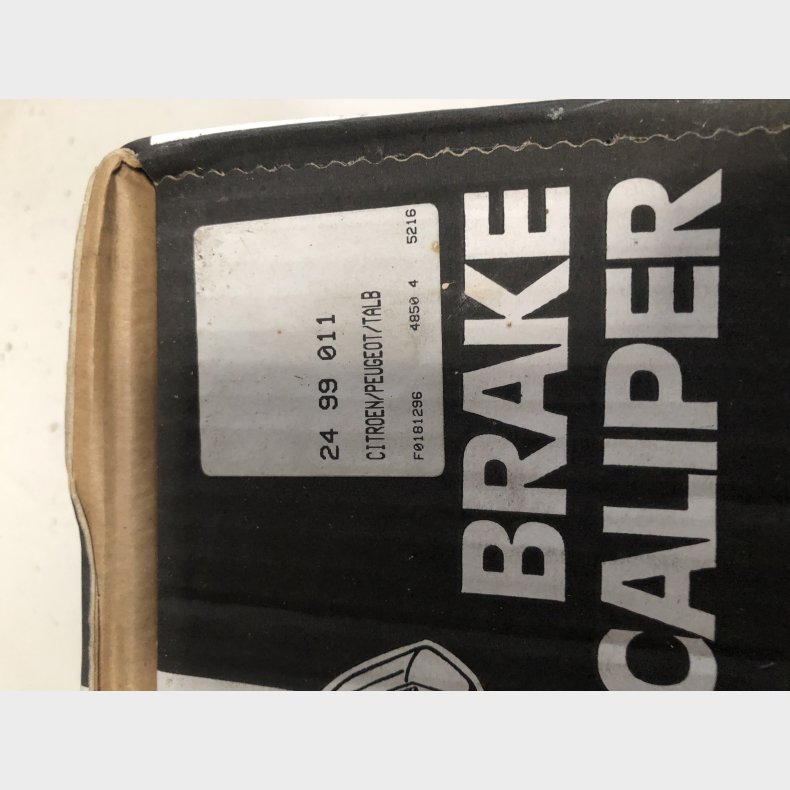 24 99 011
CITROEN/PEUGEOT/TALB
F0181296 4850 4 5216
BRAKE
CALIPER